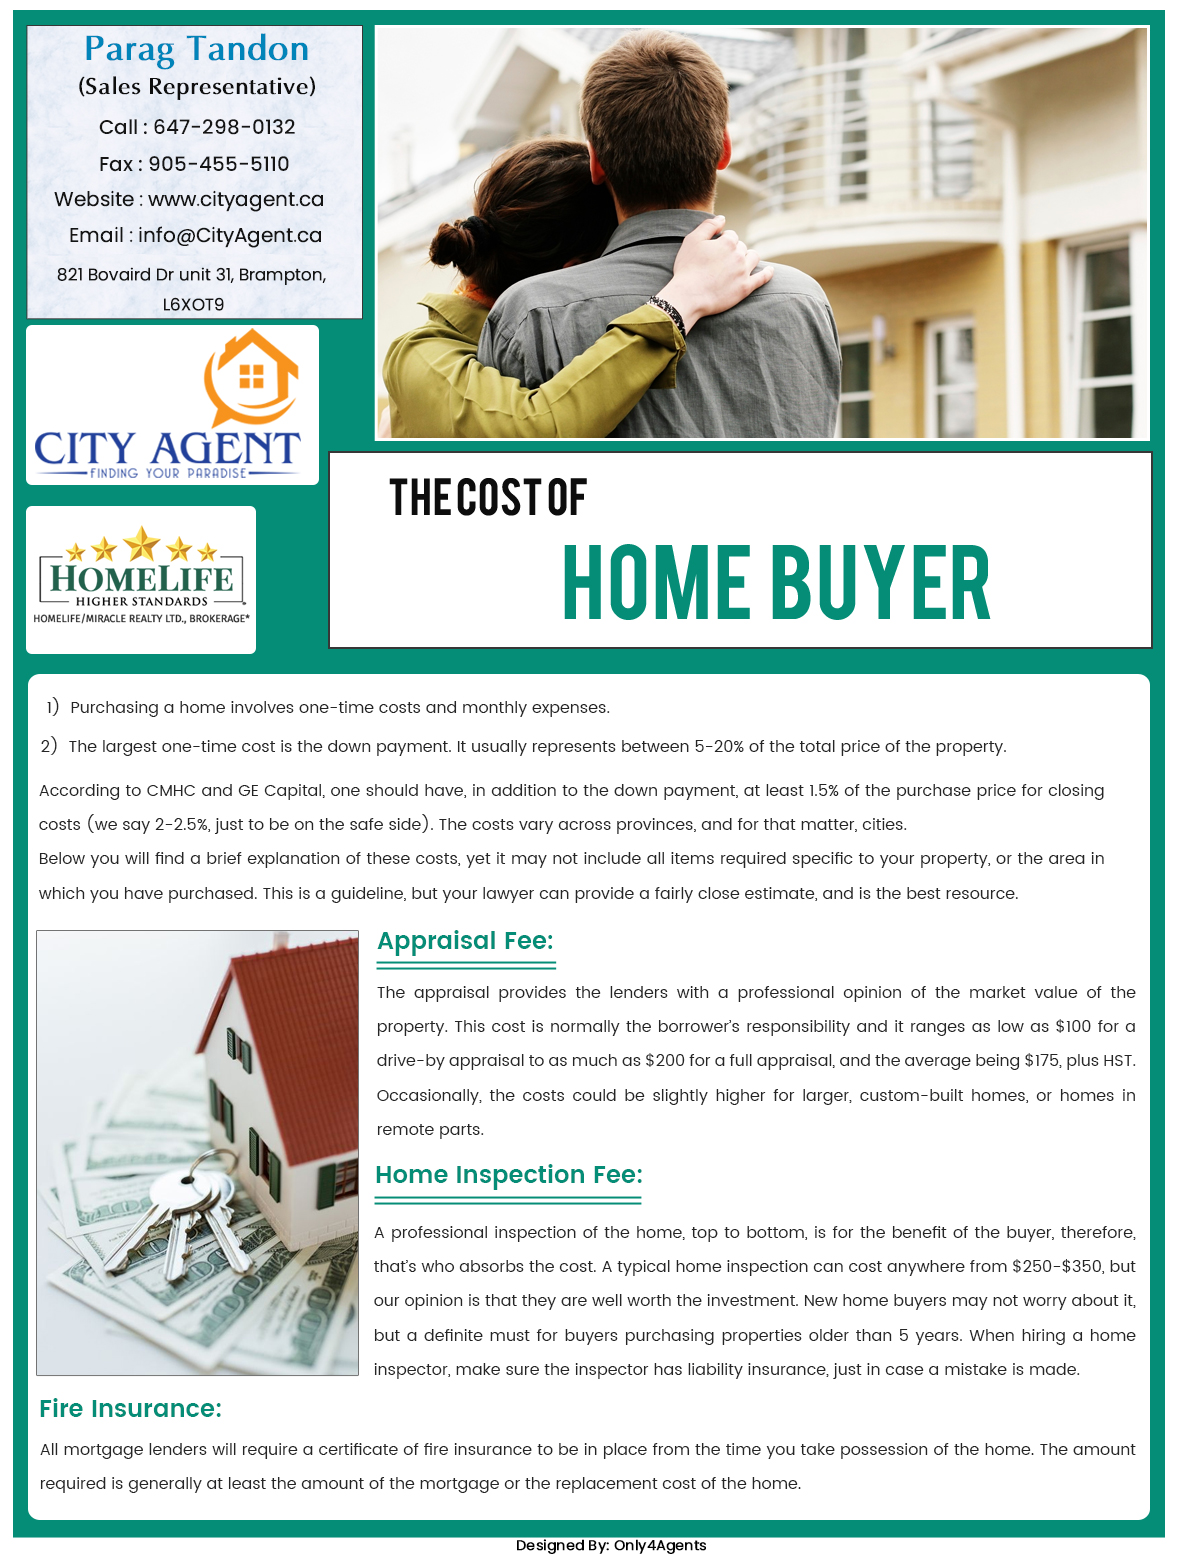 Parag Tandon
(Sales Representative)
Call : 647-298-0132
Fax : 905-455-5110
Website : www.cityagent.ca
Email : info@CityAgent.ca
821 Bovaird Dr unit 31, Brampton,
L6XOT9
CITY AGENT
FINDING YOUR PARADISE
HOMELIFE
HIGHER STANDARDS
HOMELIFE/MIRACLE REALTY LTD., BROKERAGE*
THE COST OF
HOME BUYER
1) Purchasing a home involves one-time costs and monthly expenses.
2) The largest one-time cost is the down payment. It usually represents between 5-20% of the total price of the property.
According to CMHC and GE Capital, one should have, in addition to the down payment, at least 1.5% of the purchase price for closing
costs (we say 2-2.5%, just to be on the safe side). The costs vary across provinces, and for that matter, cities.
Below you will find a brief explanation of these costs, yet it may not include all items required specific to your property, or the area in
which you have purchased. This is a guideline, but your lawyer can provide a fairly close estimate, and is the best resource.
Appraisal Fee:
The appraisal provides the lenders with a professional opinion of the market value of the
property. This cost is normally the borrower's responsibility and it ranges as low as $100 for a
drive-by appraisal to as much as $200 for a full appraisal, and the average being $175, plus HST.
Occasionally, the costs could be slightly higher for larger, custom-built homes, or homes in
remote parts.
Home Inspection Fee:
A professional inspection of the home, top to bottom, is for the benefit of the buyer, therefore,
that's who absorbs the cost. A typical home inspection can cost anywhere from $250-$350, but
our opinion is that they are well worth the investment. New home buyers may not worry about it,
but a definite must for buyers purchasing properties older than 5 years. When hiring a home
inspector, make sure the inspector has liability insurance, just in case a mistake is made.
Fire Insurance:
All mortgage lenders will require a certificate of fire insurance to be in place from the time you take possession of the home. The amount
required is generally at least the amount of the mortgage or the replacement cost of the home.
Designed By: Only4Agents